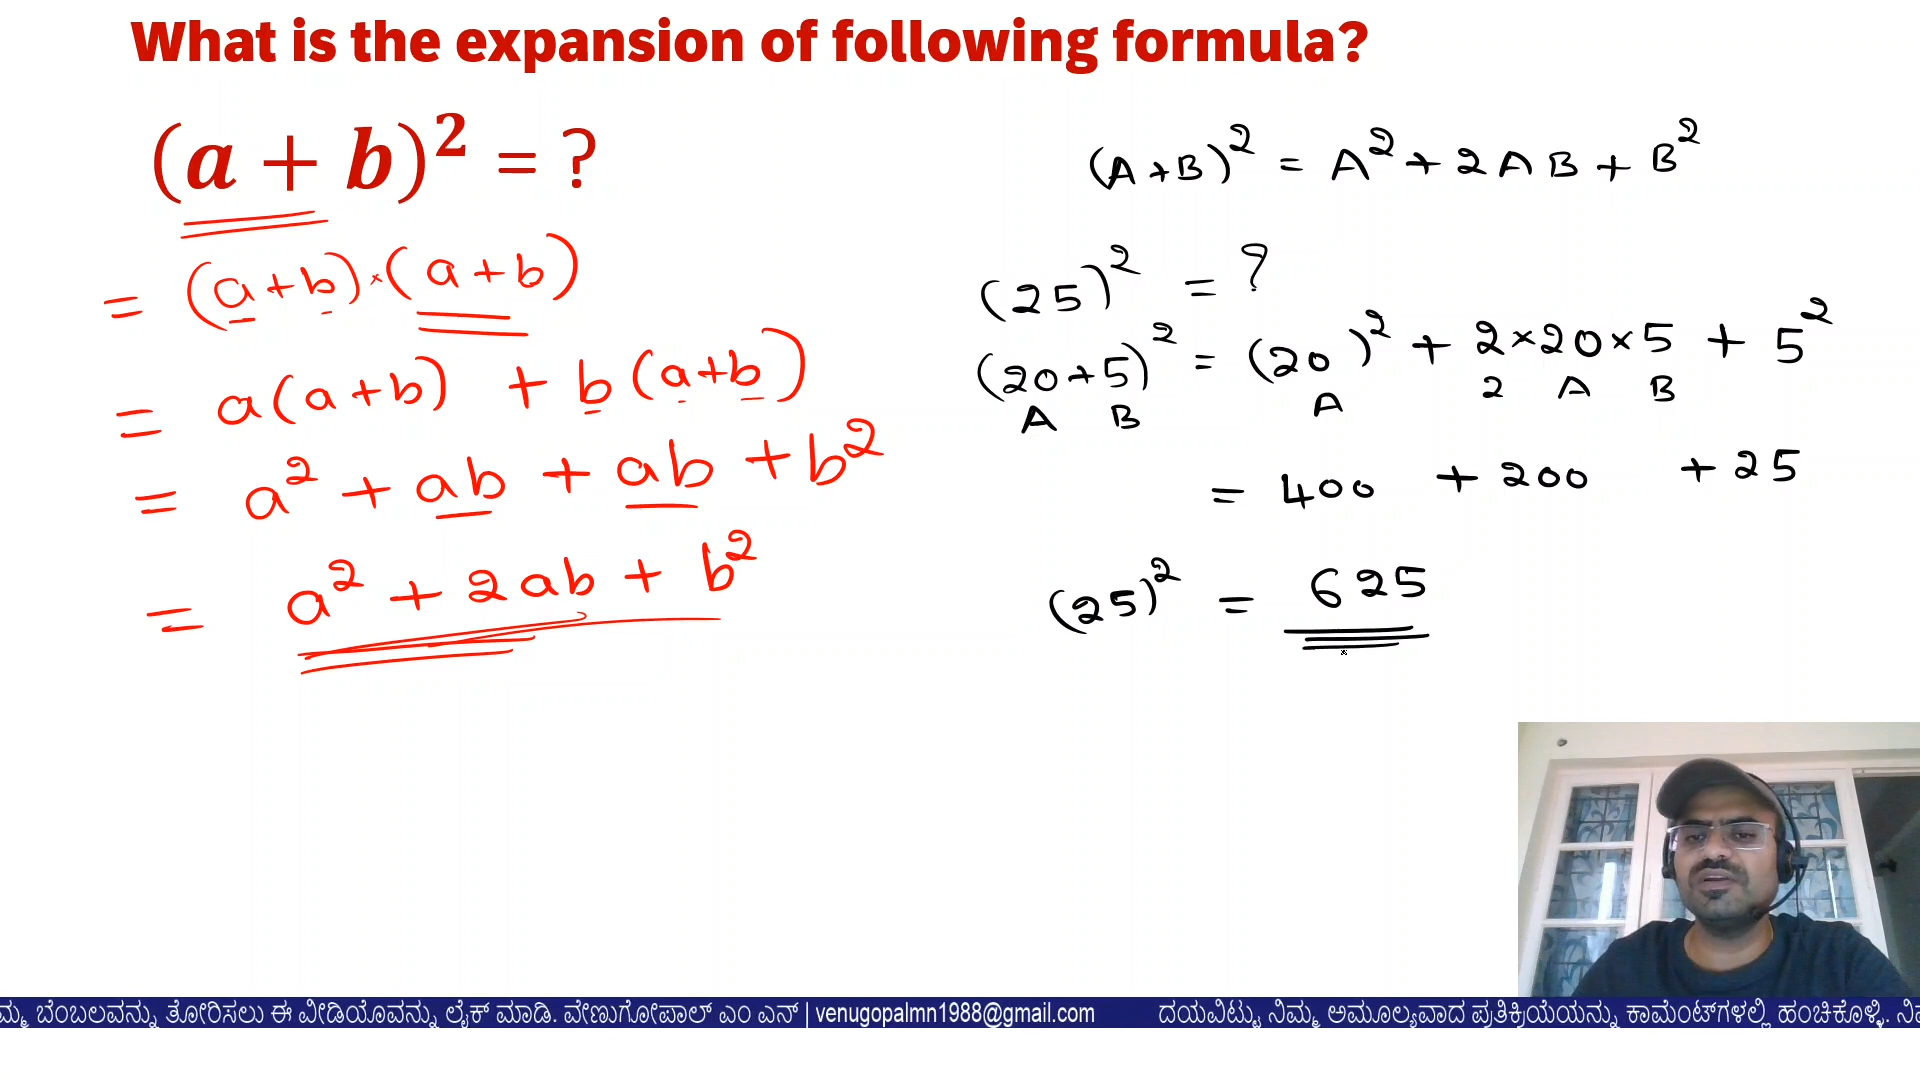 What is the expansion of following formula?
(a + b)² = ?
= (a+b)·ˣ(a+b)
= a(a+b) + b(a+b)
= a² + ab + ab + b²
= a² + 2ab + b²
(A+B)² = A² + 2AB + B²
(25)² = ?
(20+5)² = (20)² + 2×20×5 + 5²
A B A 2 A B
= 400 + 200 + 25
(25)² = 625
ಬೆಂಬಲವನ್ನು ತೋರಿಸಲು ಈ ವೀಡಿಯೊವನ್ನು ಲೈಕ್ ಮಾಡಿ. ವೇಣುಗೋಪಾಲ್ ಎಂ ಎನ್ | venugopalmn1988@gmail.com ದಯವಿಟ್ಟು ನಿಮ್ಮ ಅಮೂಲ್ಯವಾದ ಪ್ರತಿಕ್ರಿಯೆಯನ್ನು ಕಾಮೆಂಟ್‌ಗಳಲ್ಲಿ ಹಂಚಿಕೊಳ್ಳಿ.